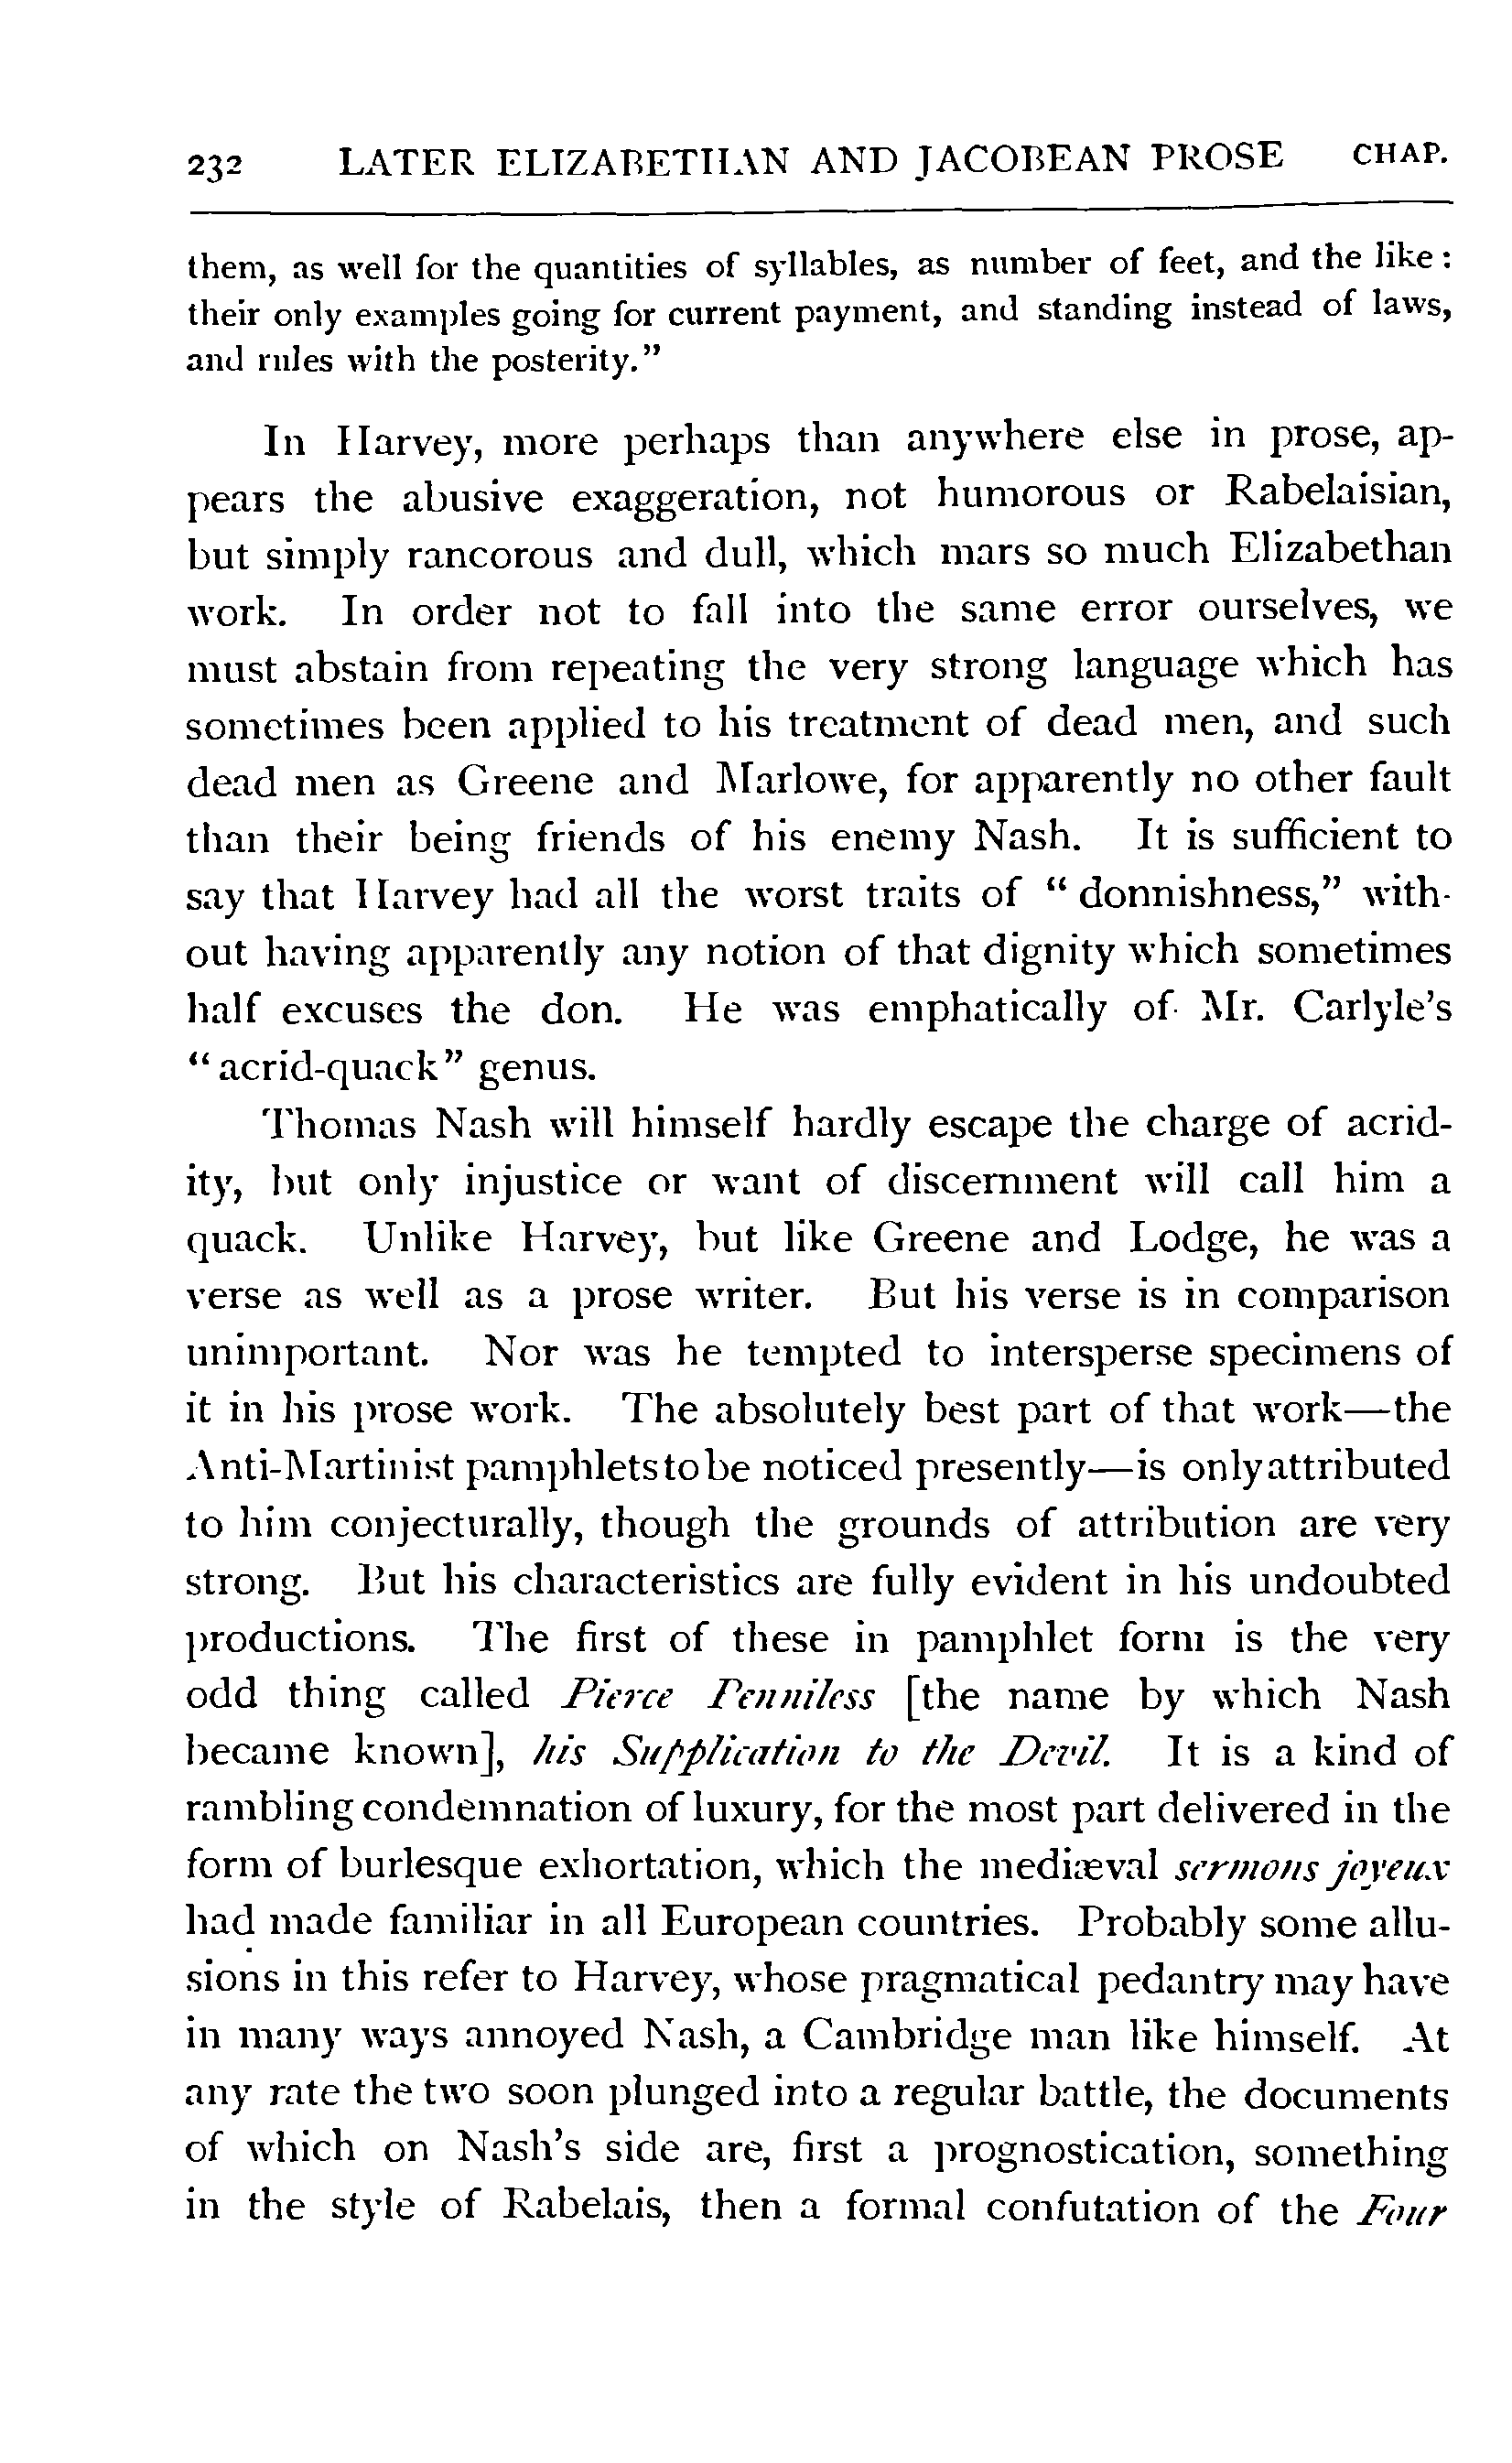 232 LATER ELIZABETHAN AND JACOBEAN PROSE CHAP.
them, as well for the quantities of syllables, as number of feet, and the like:
their only examples going for current payment, and standing instead of laws,
and rules with the posterity.”
In Harvey, more perhaps than anywhere else in prose, ap-
pears the abusive exaggeration, not humorous or Rabelaisian,
but simply rancorous and dull, which mars so much Elizabethan
work. In order not to fall into the same error ourselves, we
must abstain from repeating the very strong language which has
sometimes been applied to his treatment of dead men, and such
dead men as Greene and Marlowe, for apparently no other fault
than their being friends of his enemy Nash. It is sufficient to
say that Harvey had all the worst traits of “donnishness,” with-
out having apparently any notion of that dignity which sometimes
half excuses the don. He was emphatically of Mr. Carlyle’s
“acrid-quack” genus.
Thomas Nash will himself hardly escape the charge of acrid-
ity, but only injustice or want of discernment will call him a
quack. Unlike Harvey, but like Greene and Lodge, he was a
verse as well as a prose writer. But his verse is in comparison
unimportant. Nor was he tempted to intersperse specimens of
it in his prose work. The absolutely best part of that work—the
Anti-Martinist pamphlets to be noticed presently—is only attributed
to him conjecturally, though the grounds of attribution are very
strong. But his characteristics are fully evident in his undoubted
productions. The first of these in pamphlet form is the very
odd thing called Pierce Penniless [the name by which Nash
became known], his Supplication to the Devil. It is a kind of
rambling condemnation of luxury, for the most part delivered in the
form of burlesque exhortation, which the mediæval sermons joyeux
had made familiar in all European countries. Probably some allu-
sions in this refer to Harvey, whose pragmatical pedantry may have
in many ways annoyed Nash, a Cambridge man like himself. At
any rate the two soon plunged into a regular battle, the documents
of which on Nash’s side are, first a prognostication, something
in the style of Rabelais, then a formal confutation of the Four